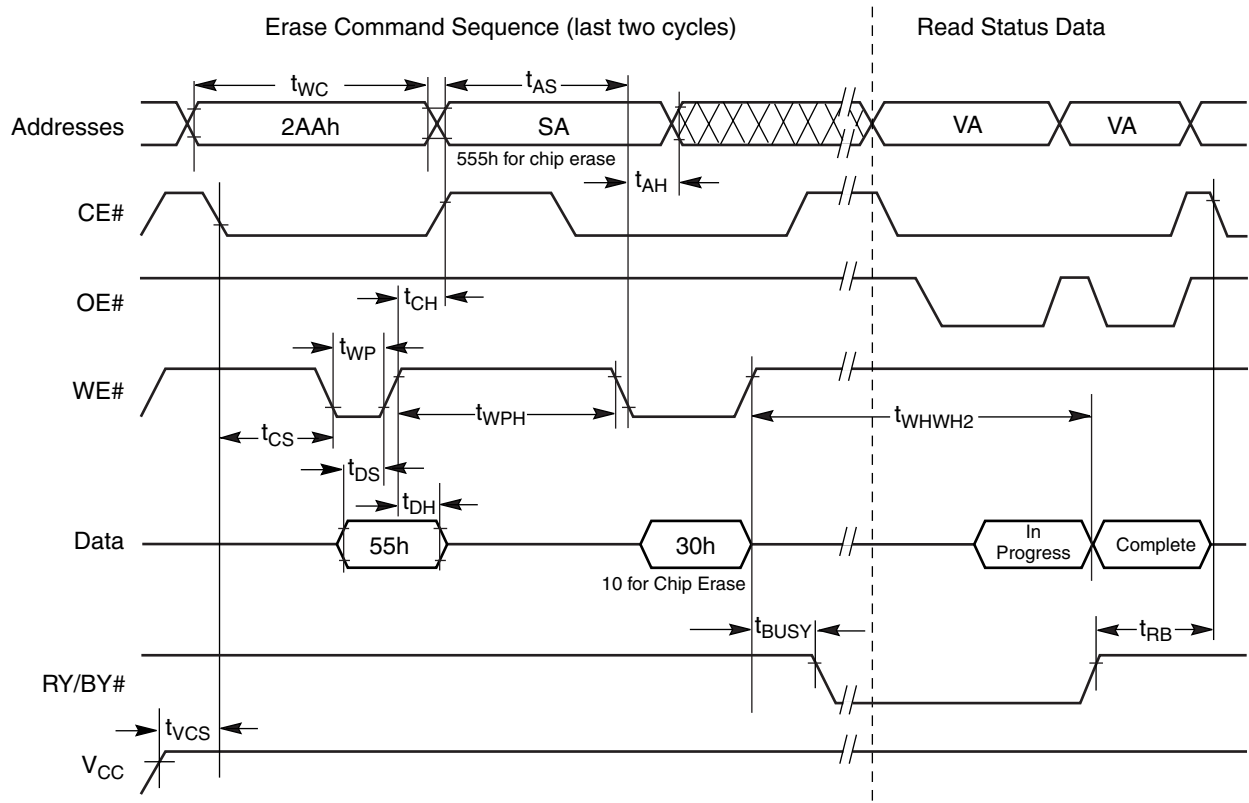 Erase Command Sequence (last two cycles)
Read Status Data
tWC
tAS
Addresses
2AAh
SA
VA
VA
555h for chip erase
tAH
CE#
OE#
tCH
tWP
WE#
tWPH
tWHWH2
tCS
tDS
tDH
Data
55h
30h
In
Progress
Complete
10 for Chip Erase
tBUSY
tRB
RY/BY#
tVCS
VCC